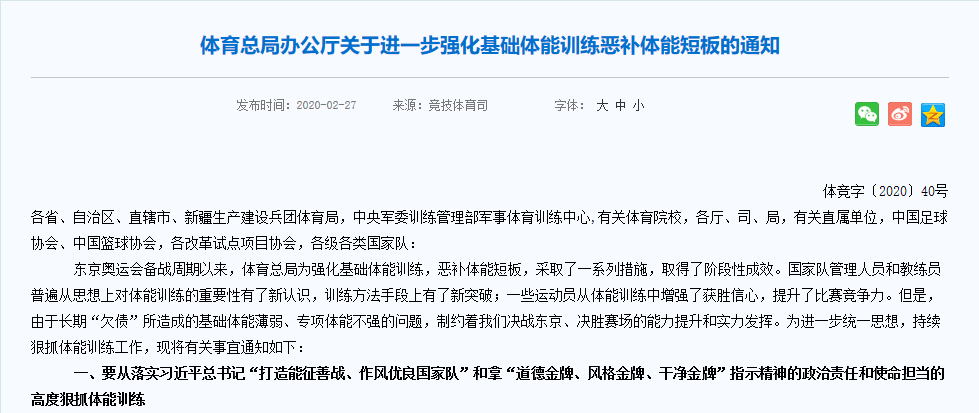 体育总局办公厅关于进一步强化基础体能训练恶补体能短板的通知
发布时间：2020-02-27 来源：竞技体育司 字体： 大 中 小
体竞字〔2020〕40号
各省、自治区、直辖市、新疆生产建设兵团体育局，中央军委训练管理部军事体育训练中心,有关体育院校，各厅、司、局，有关直属单位，中国足球
协会、中国篮球协会，各改革试点项目协会，各级各类国家队：
东京奥运会备战周期以来，体育总局为强化基础体能训练，恶补体能短板，采取了一系列措施，取得了阶段性成效。国家队管理人员和教练员
普遍从思想上对体能训练的重要性有了新认识，训练方法手段上有了新突破；一些运动员从体能训练中增强了获胜信心，提升了比赛竞争力。但是，
由于长期“欠债”所造成的基础体能薄弱、专项体能不强的问题，制约着我们决战东京、决胜赛场的能力提升和实力发挥。为进一步统一思想，持续
狠抓体能训练工作，现将有关事宜通知如下：
一、要从落实习近平总书记“打造能征善战、作风优良国家队”和拿“道德金牌、风格金牌、干净金牌”指示精神的政治责任和使命担当的
高度狠抓体能训练